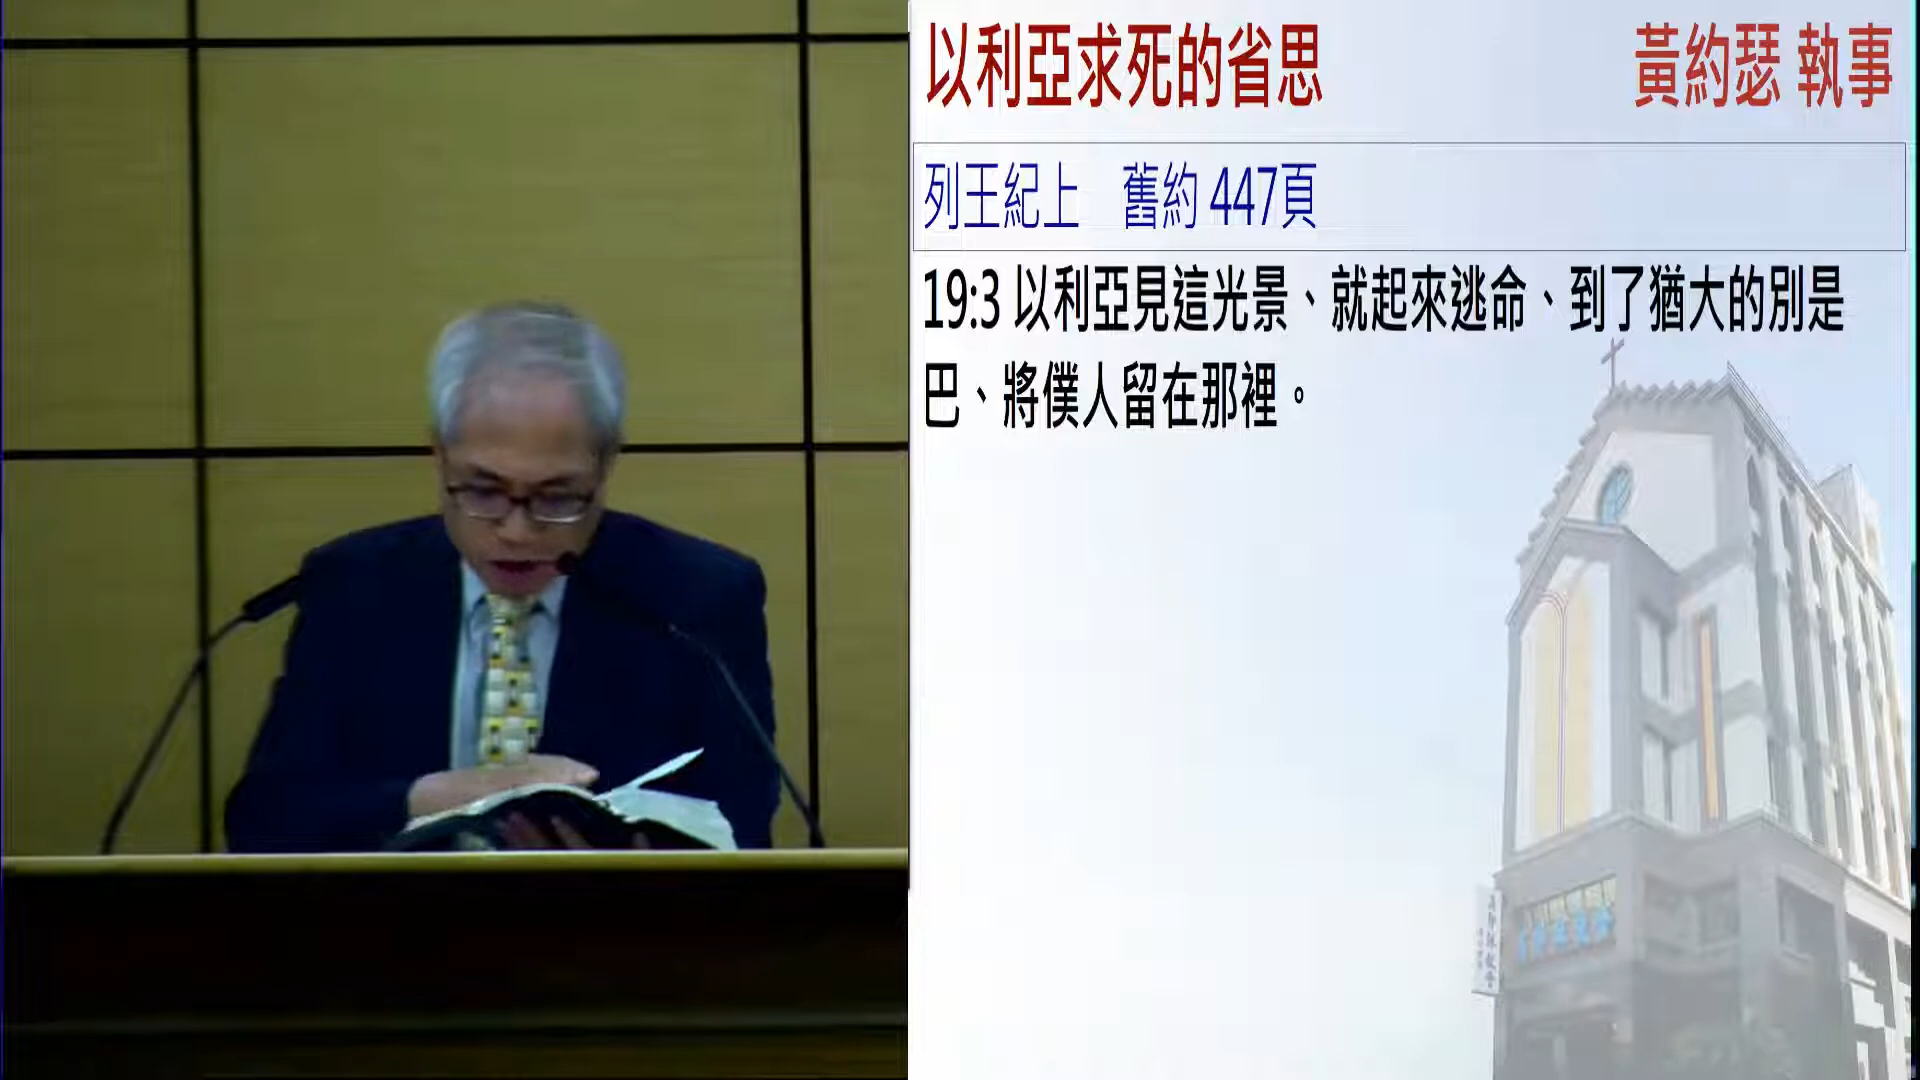 以利亞求死的省思
黃約瑟 執事
列王紀上 舊約 447頁
19:3 以利亞見這光景、就起來逃命、到了猶大的別是
巴、將僕人留在那裡。